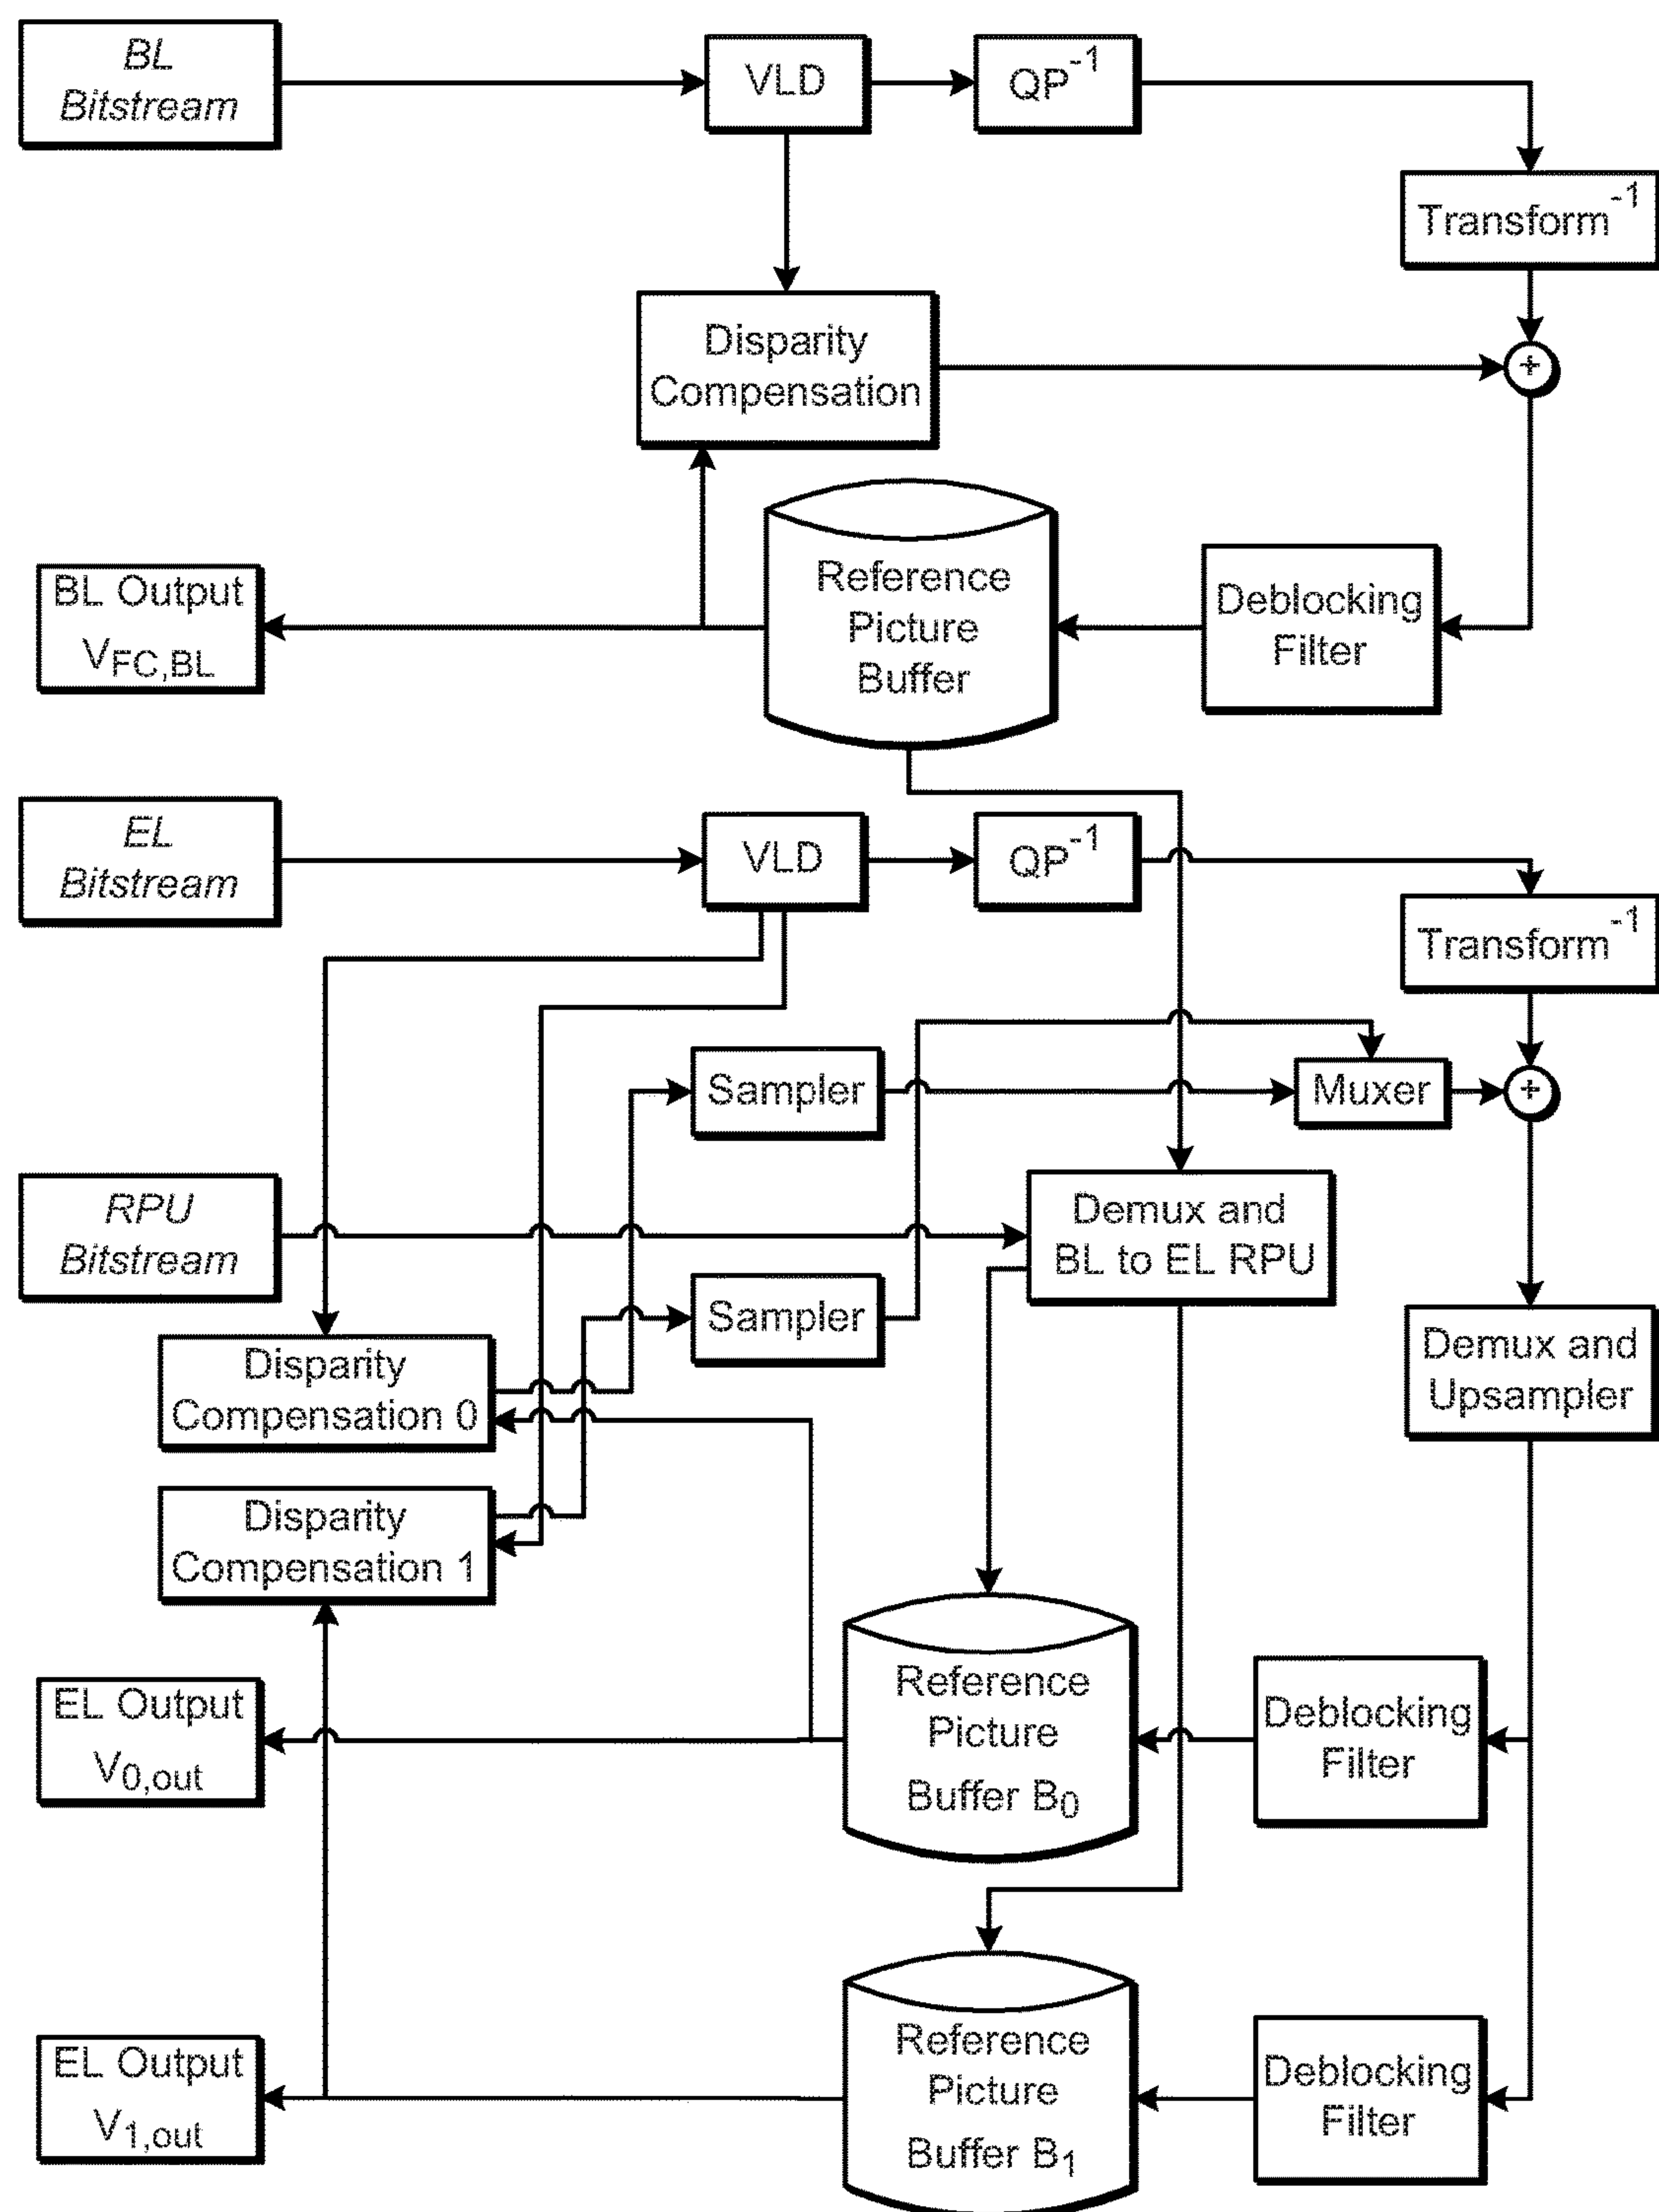 BL
Bitstream
VLD
QP-1
Transform-1
Disparity
Compensation
+
BL Output
VFC,BL
Reference
Picture
Buffer
Deblocking
Filter
EL
Bitstream
VLD
QP-1
Transform-1
Sampler
Muxer
+
RPU
Bitstream
Demux and
BL to EL RPU
Sampler
Disparity
Compensation 0
Demux and
Upsampler
Disparity
Compensation 1
EL Output
V0,out
Reference
Picture
Buffer B0
Deblocking
Filter
EL Output
V1,out
Reference
Picture
Buffer B1
Deblocking
Filter